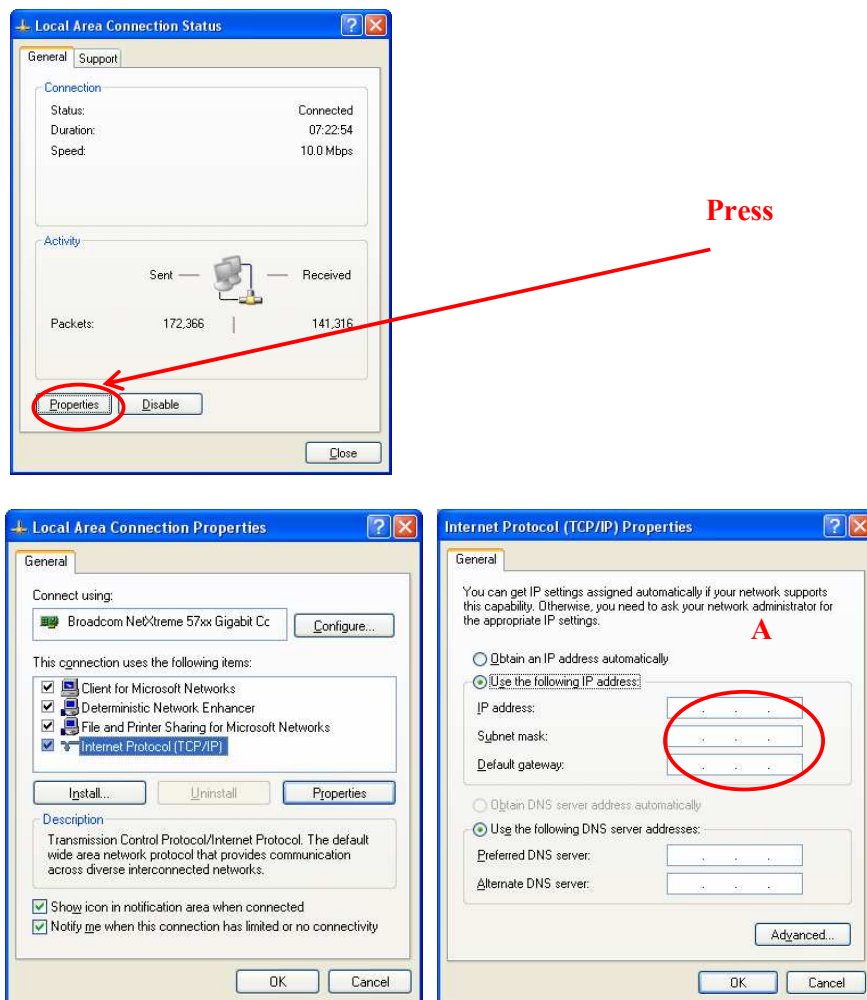 Local Area Connection Status
General Support
Connection
Status: Connected
Duration: 07:22:54
Speed: 10.0 Mbps
Press
Activity
Sent — — Received
Packets: 172,366 | 141,316
Properties Disable
Close
Local Area Connection Properties
General
Connect using:
Broadcom NetXtreme 57xx Gigabit Cc Configure...
This connection uses the following items:
Client for Microsoft Networks
Deterministic Network Enhancer
File and Printer Sharing for Microsoft Networks
Internet Protocol (TCP/IP)
Install... Uninstall Properties
Description
Transmission Control Protocol/Internet Protocol. The default
wide area network protocol that provides communication
across diverse interconnected networks.
Show icon in notification area when connected
Notify me when this connection has limited or no connectivity
OK Cancel
Internet Protocol (TCP/IP) Properties
General
You can get IP settings assigned automatically if your network supports
this capability. Otherwise, you need to ask your network administrator for
the appropriate IP settings.
A
Obtain an IP address automatically
Use the following IP address:
IP address:
Subnet mask:
Default gateway:
Obtain DNS server address automatically
Use the following DNS server addresses:
Preferred DNS server:
Alternate DNS server:
Advanced...
OK Cancel